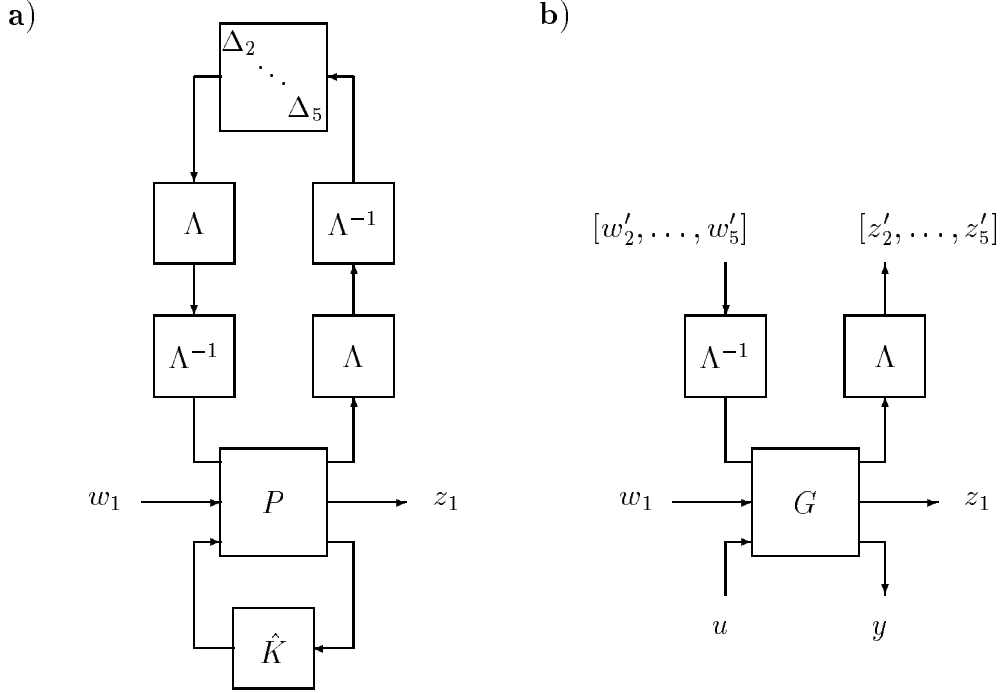 a)
Δ₂
⋱
Δ₅
Λ
Λ⁻¹
Λ⁻¹
Λ
w₁
P
z₁
K̂
b)
[w′₂, . . . , w′₅]
[z′₂, . . . , z′₅]
Λ⁻¹
Λ
w₁
G
z₁
u
y